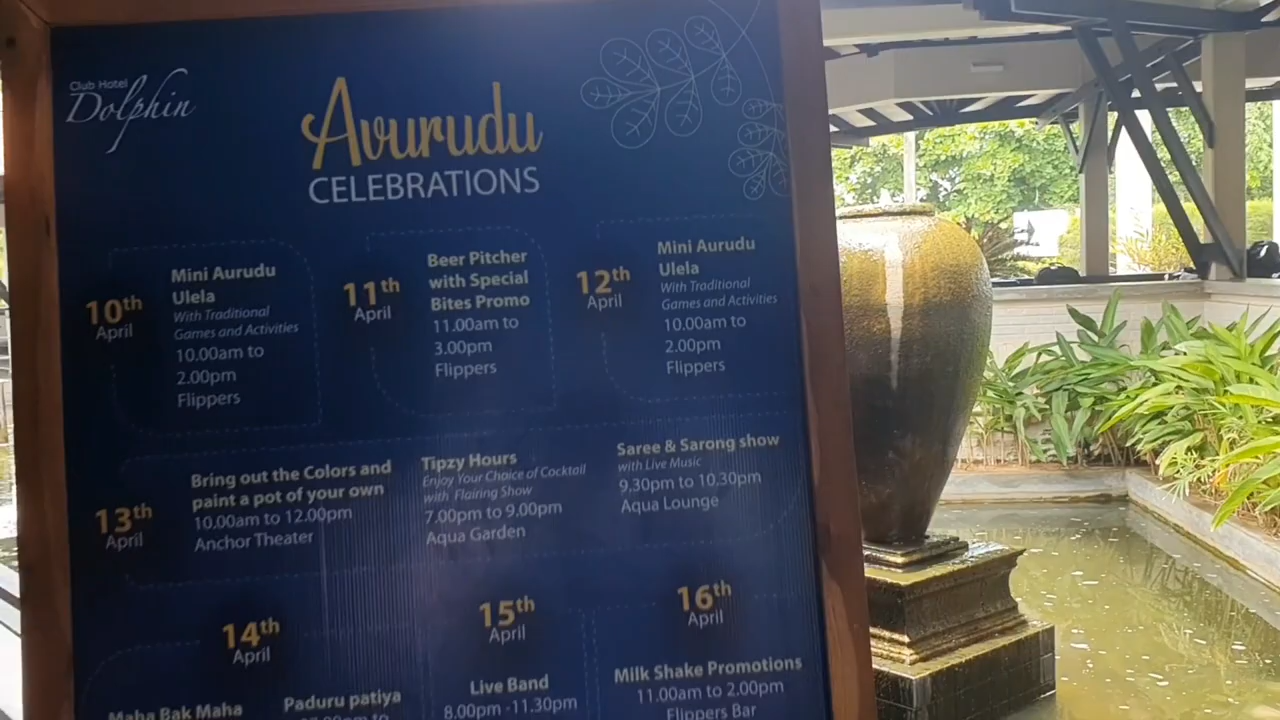 Club Hotel
Dolphin
Avurudu
CELEBRATIONS
10th
April
Mini Aurudu
Ulela
With Traditional
Games and Activities
10.00am to
2.00pm
Flippers
11th
April
Beer Pitcher
with Special
Bites Promo
11.00am to
3.00pm
Flippers
12th
April
Mini Aurudu
Ulela
With Traditional
Games and Activities
10.00am to
2.00pm
Flippers
13th
April
Bring out the Colors and
paint a pot of your own
10.00am to 12.00pm
Anchor Theater
Tipzy Hours
Enjoy Your Choice of Cocktail
with Flairing Show
7.00pm to 9.00pm
Aqua Garden
Saree & Sarong show
with Live Music
9.30pm to 10.30pm
Aqua Lounge
14th
April
Maha Bak Maha
Paduru patiya
to
15th
April
Live Band
8.00pm -11.30pm
16th
April
Milk Shake Promotions
11.00am to 2.00pm
Flippers Bar